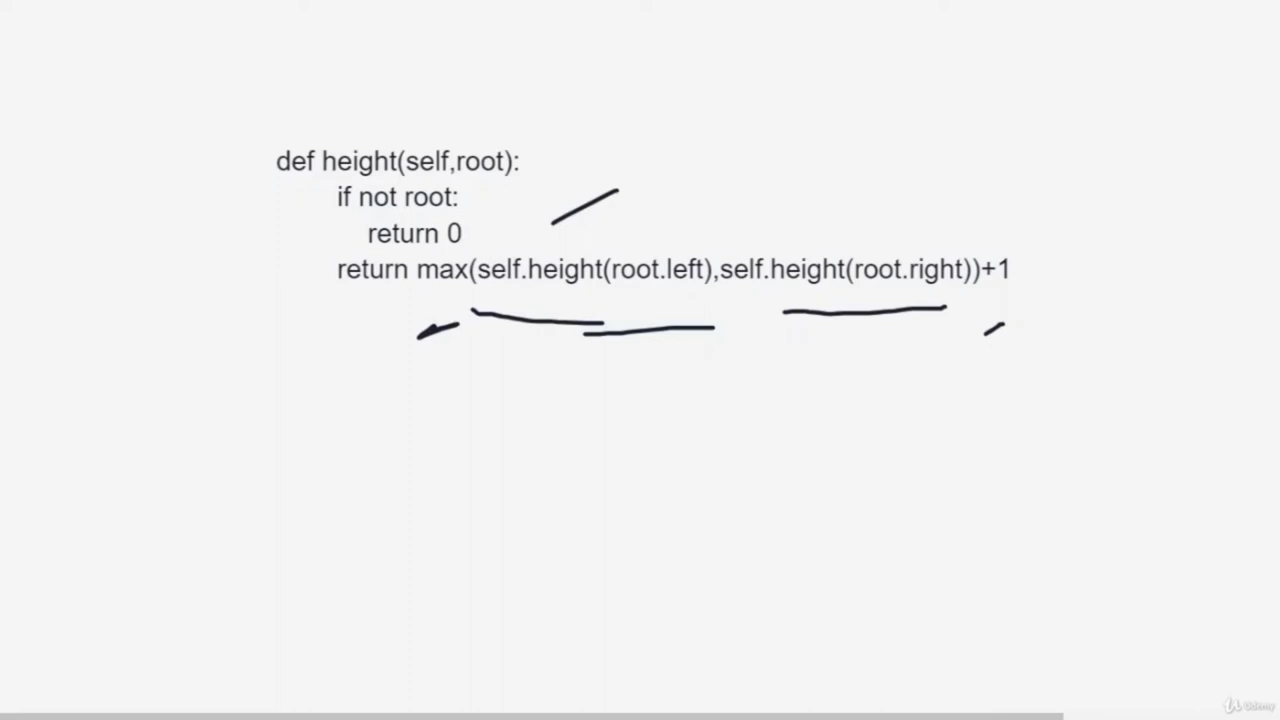 def height(self,root):
if not root:
return 0
return max(self.height(root.left),self.height(root.right))+1
Udemy